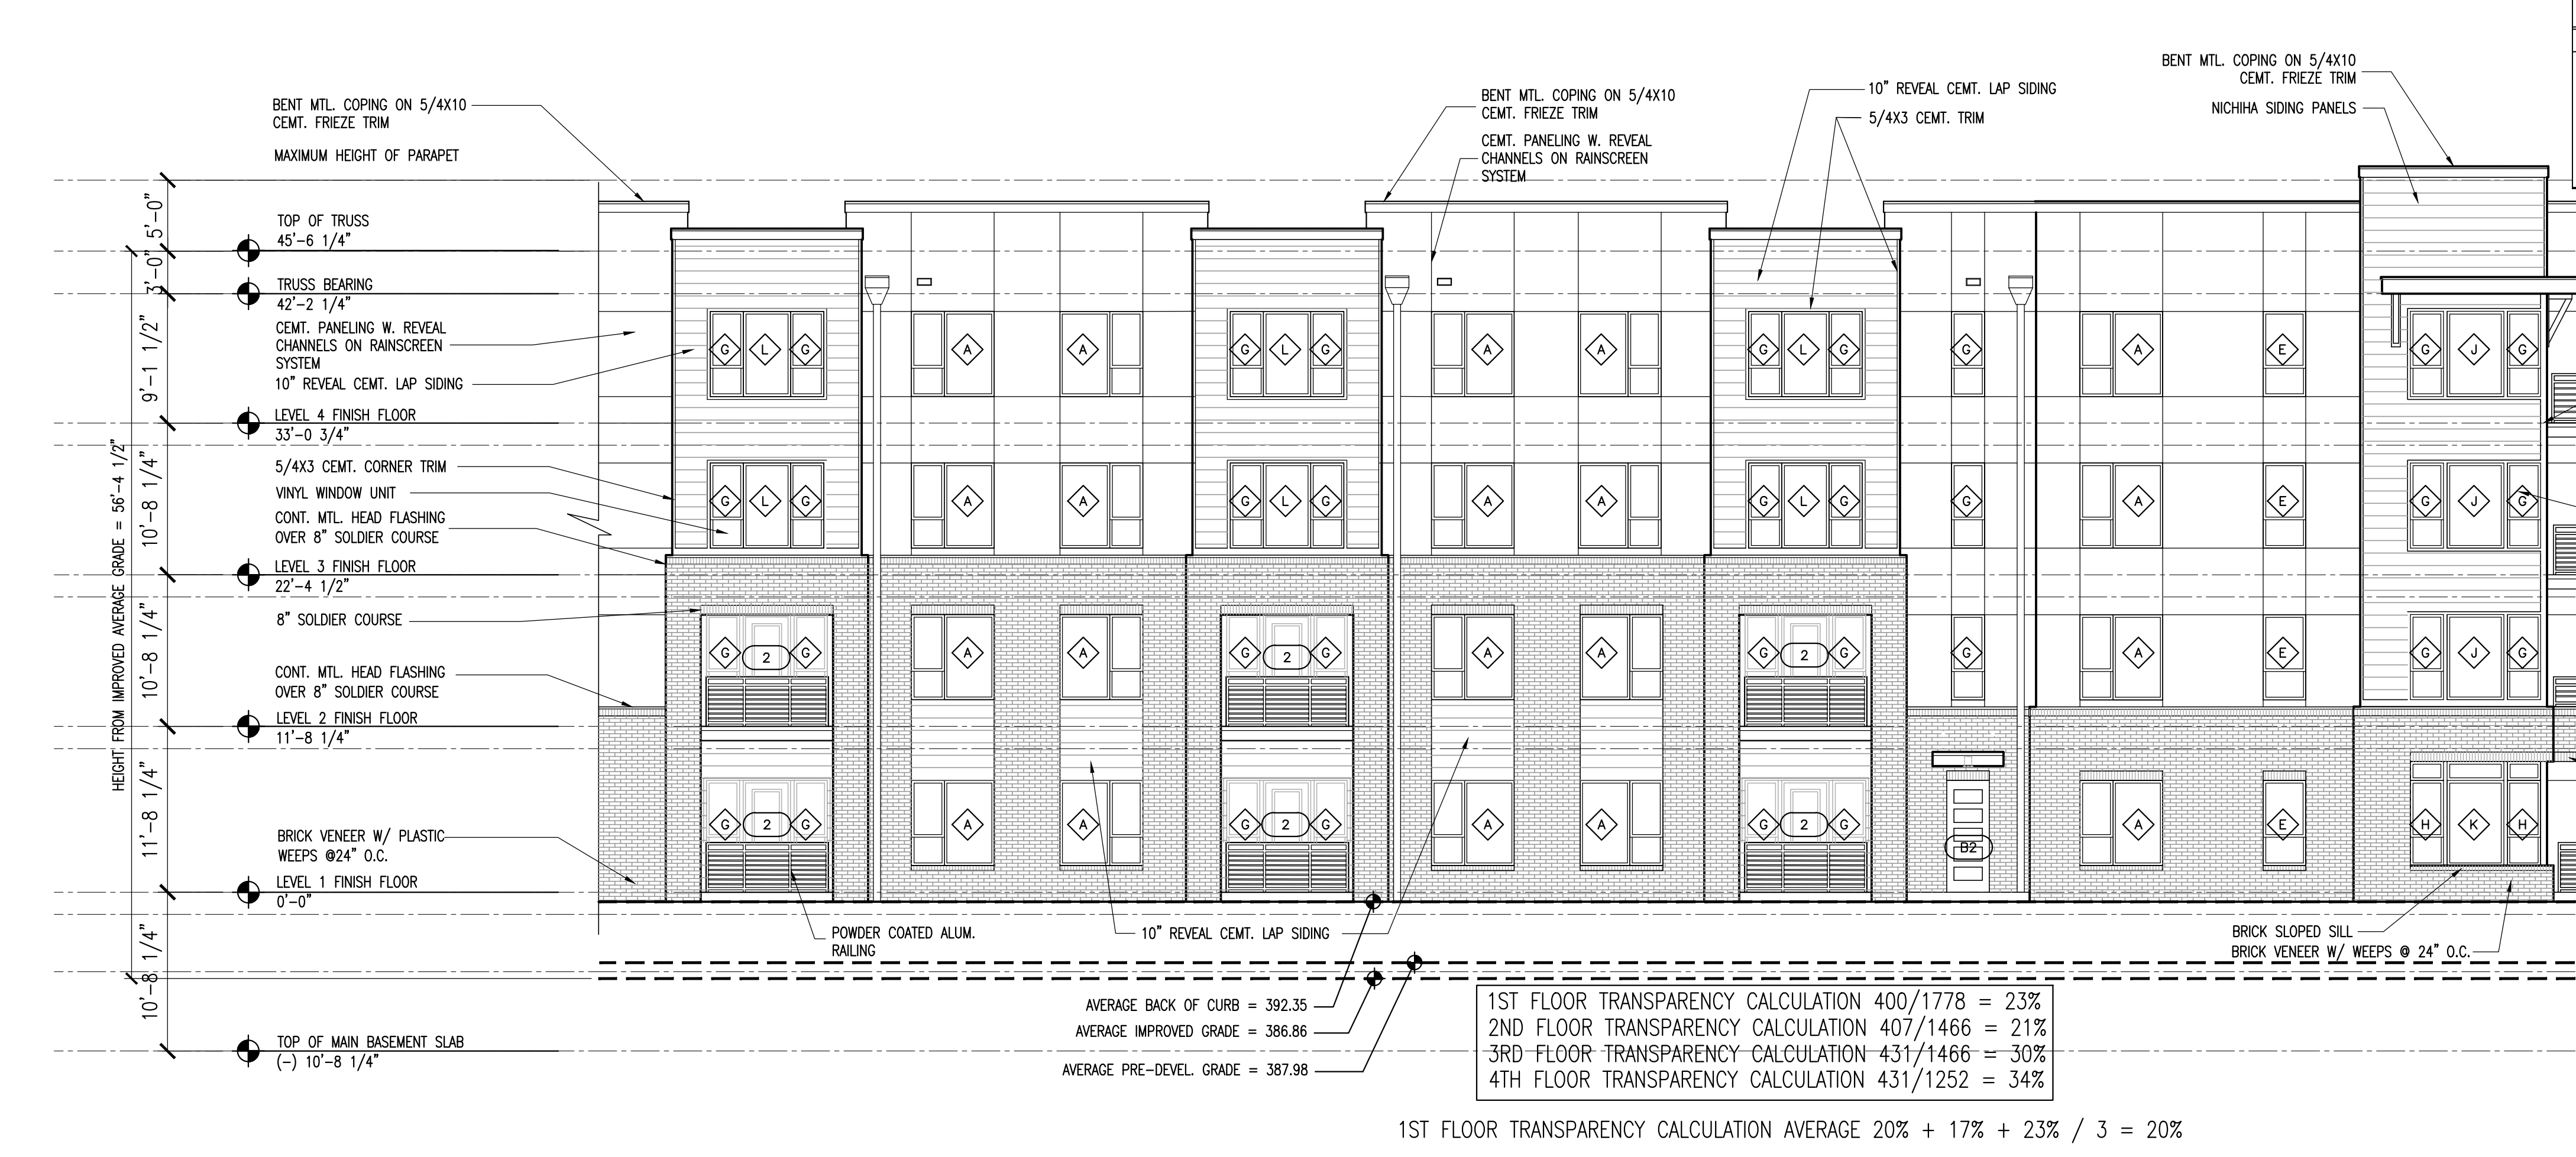 BENT MTL. COPING ON 5/4X10
CEMT. FRIEZE TRIM
MAXIMUM HEIGHT OF PARAPET
TOP OF TRUSS
45'-6 1/4"
TRUSS BEARING
42'-2 1/4"
CEMT. PANELING W. REVEAL
CHANNELS ON RAINSCREEN
SYSTEM
10" REVEAL CEMT. LAP SIDING
LEVEL 4 FINISH FLOOR
33'-0 3/4"
5/4X3 CEMT. CORNER TRIM
VINYL WINDOW UNIT
CONT. MTL. HEAD FLASHING
OVER 8" SOLDIER COURSE
LEVEL 3 FINISH FLOOR
22'-4 1/2"
8" SOLDIER COURSE
CONT. MTL. HEAD FLASHING
OVER 8" SOLDIER COURSE
LEVEL 2 FINISH FLOOR
11'-8 1/4"
BRICK VENEER W/ PLASTIC
WEEPS @24" O.C.
LEVEL 1 FINISH FLOOR
0'-0"
TOP OF MAIN BASEMENT SLAB
(-) 10'-8 1/4"
5'-0"
3'-0"
9'-1 1/2"
10'-8 1/4"
10'-8 1/4"
11'-8 1/4"
10'-8 1/4"
HEIGHT FROM IMPROVED AVERAGE GRADE = 56'-4 1/2"
BENT MTL. COPING ON 5/4X10
CEMT. FRIEZE TRIM
CEMT. PANELING W. REVEAL
CHANNELS ON RAINSCREEN
SYSTEM
10" REVEAL CEMT. LAP SIDING
5/4X3 CEMT. TRIM
BENT MTL. COPING ON 5/4X10
CEMT. FRIEZE TRIM
NICHIHA SIDING PANELS
G L G A A G L G A A G L G G A E G J G
G L G A A G L G A A G L G G A E G J G
G 2 G A A G 2 G A A G 2 G G A E G J G
G 2 G A A G 2 G A A G 2 G B2 A E H K H
POWDER COATED ALUM.
RAILING
10" REVEAL CEMT. LAP SIDING
BRICK SLOPED SILL
BRICK VENEER W/ WEEPS @ 24" O.C.
AVERAGE BACK OF CURB = 392.35
AVERAGE IMPROVED GRADE = 386.86
AVERAGE PRE-DEVEL. GRADE = 387.98
1ST FLOOR TRANSPARENCY CALCULATION 400/1778 = 23%
2ND FLOOR TRANSPARENCY CALCULATION 407/1466 = 21%
3RD FLOOR TRANSPARENCY CALCULATION 431/1466 = 30%
4TH FLOOR TRANSPARENCY CALCULATION 431/1252 = 34%
1ST FLOOR TRANSPARENCY CALCULATION AVERAGE 20% + 17% + 23% / 3 = 20%